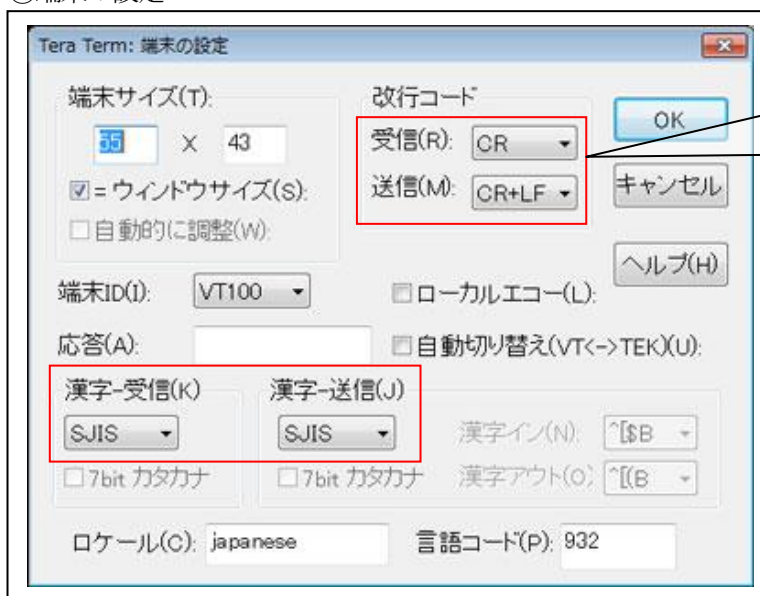 Tera Term: 端末の設定
端末サイズ(T):
55 X 43
= ウィンドウサイズ(S):
自動的に調整(W):
改行コード
受信(R): CR
送信(M): CR+LF
OK
キャンセル
ヘルプ(H)
端末ID(I): VT100
ローカルエコー(L):
応答(A):
自動切り替え(VT<->TEK)(U):
漢字-受信(K)
SJIS
7bit カタカナ
漢字-送信(J)
SJIS
7bit カタカナ
漢字イン(N): ^[$B
漢字アウト(O): ^[(B
ロケール(C): japanese
言語コード(P): 932